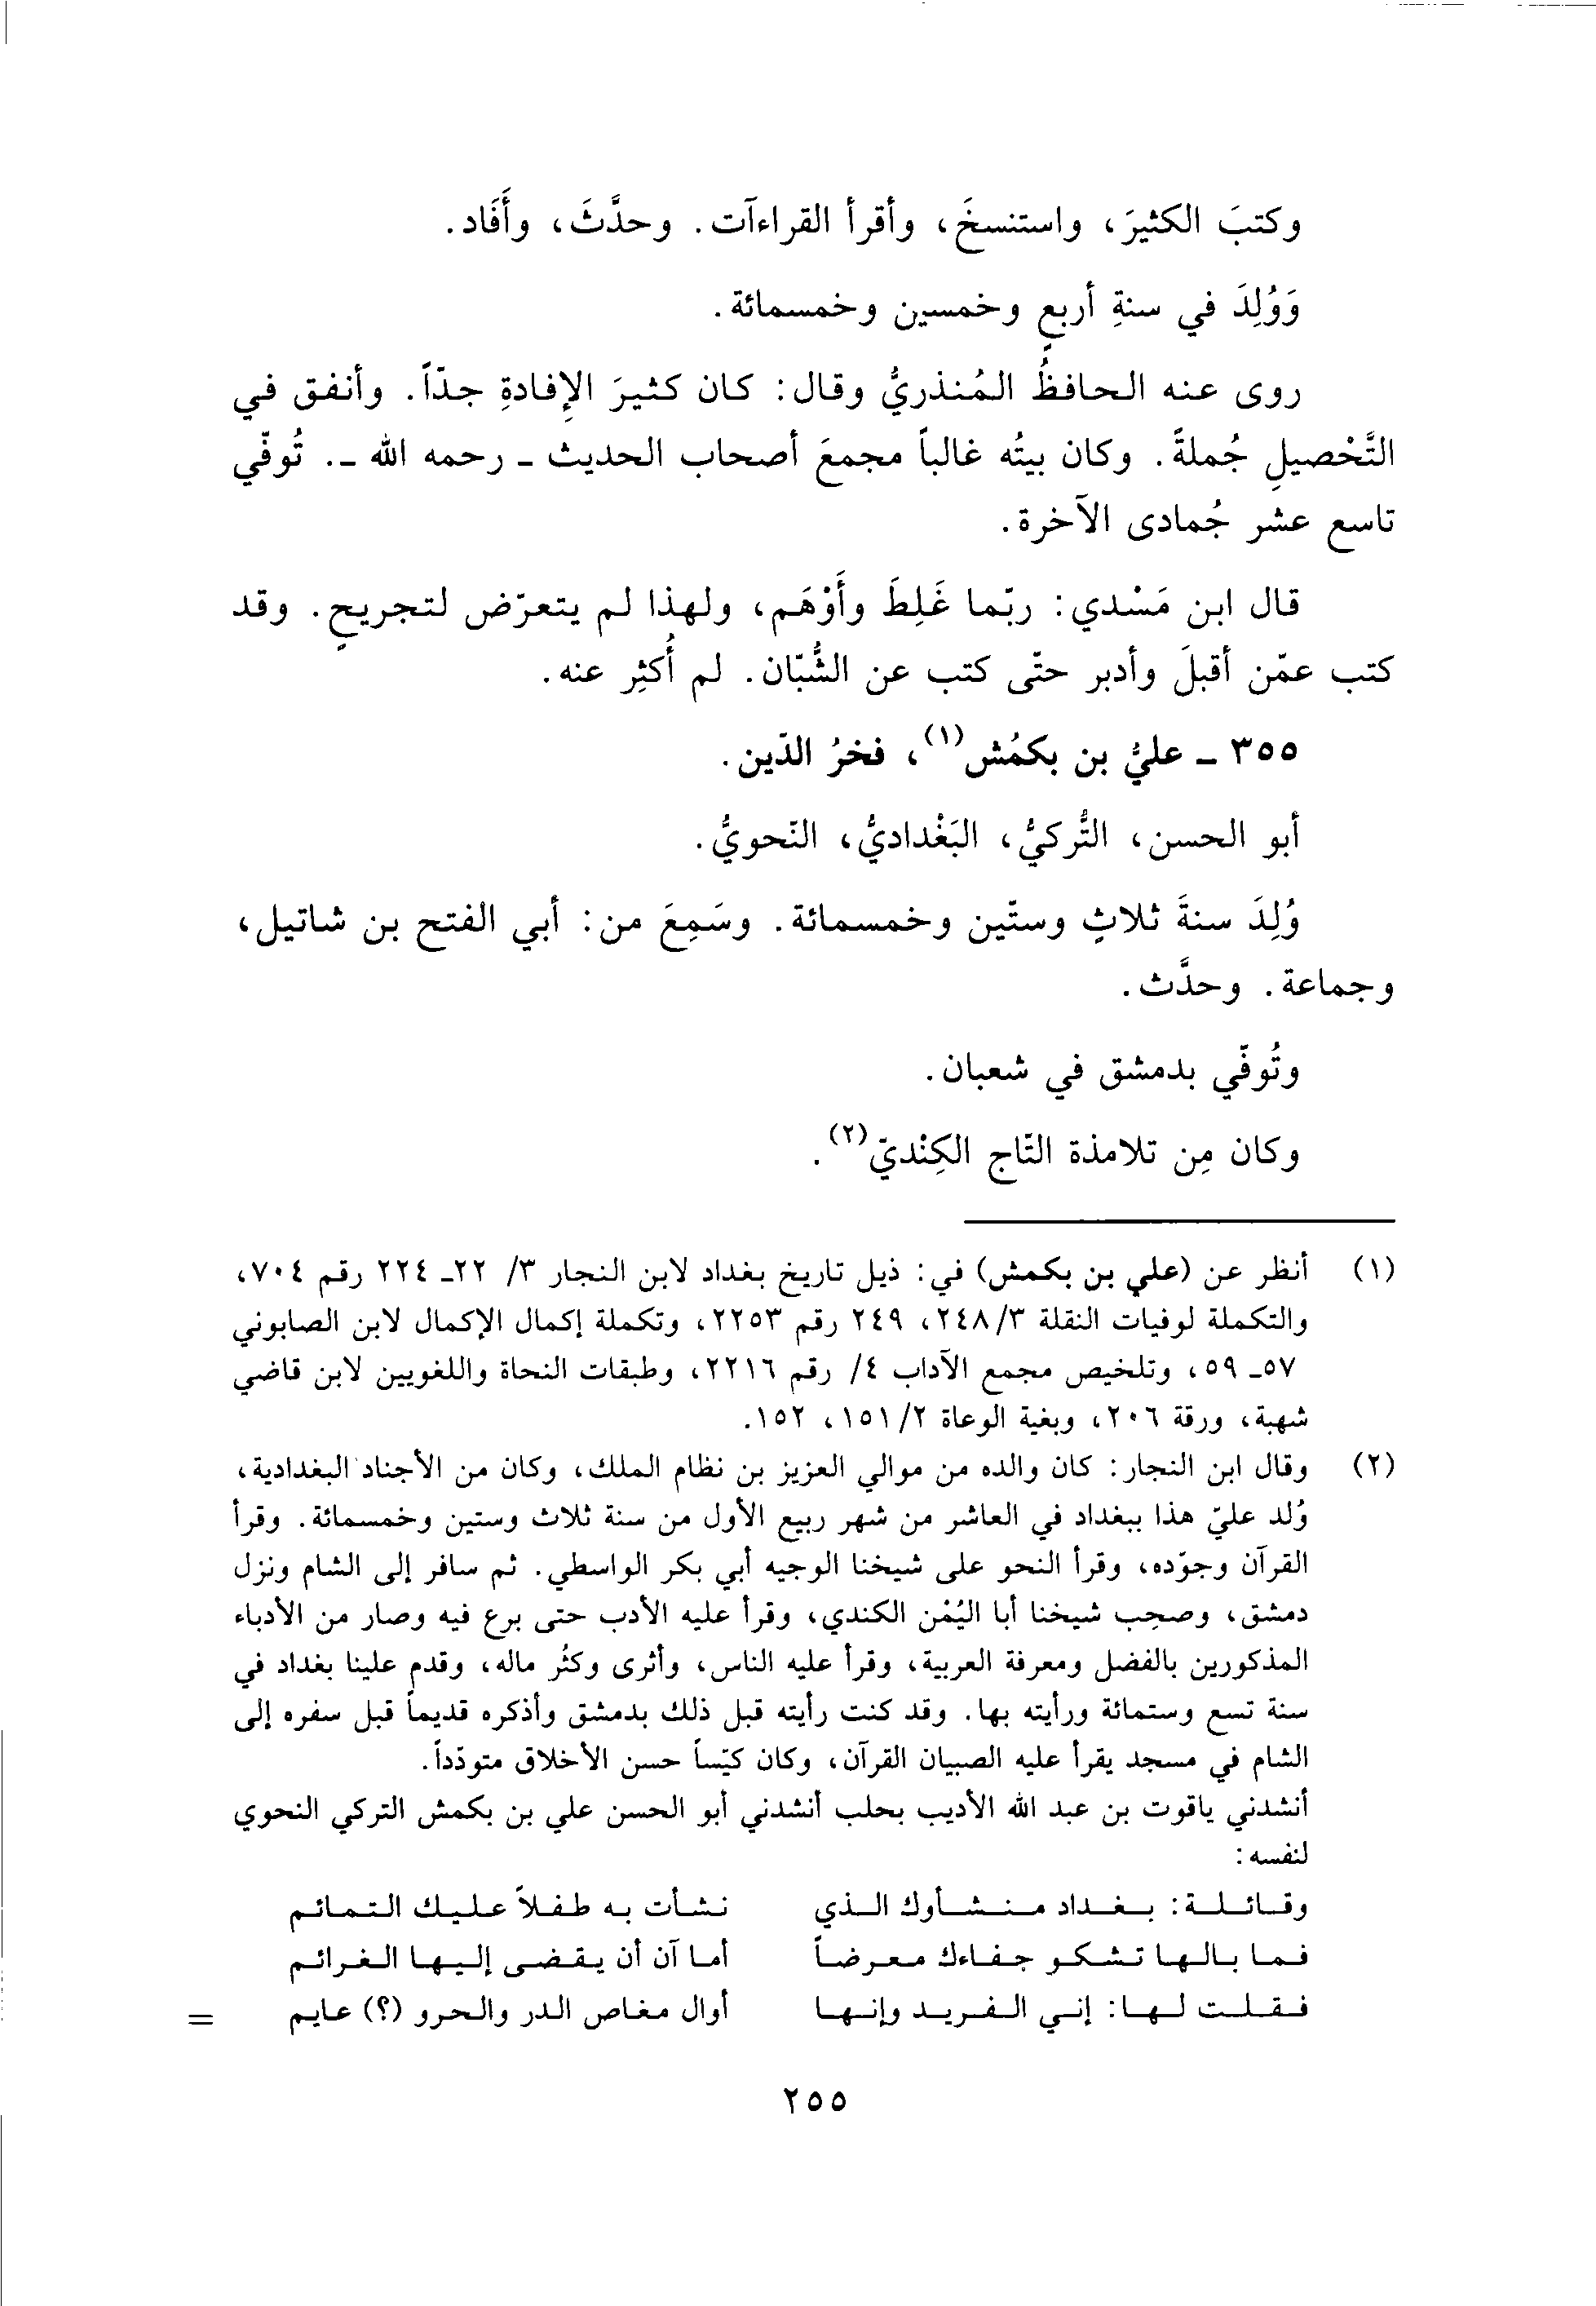 وكتبَ الكثيرَ، واستنسخَ، وأقرأ القراءآت. وحدَّثَ، وأَفَاد.
وَوُلِدَ في سنةِ أربعٍ وخمسين وخمسمائة.
روى عنه الحافظُ المُنذريُّ وقال: كان كثيرَ الإِفادةِ جدّاً. وأنفق في
التَّحْصيلِ جُملةً. وكان بيتُه غالباً مجمعَ أصحاب الحديث - رحمه الله -. تُوفّي
تاسع عشر جُمادى الآخرة.
قال ابن مَسْدي: ربّما غَلِطَ وأَوْهَم، ولهذا لم يتعرّض لتجريحٍ. وقد
كتب عمّن أقبلَ وأدبر حتّى كتب عن الشُّبّان. لم أُكثِر عنه.
٣٥٥ - عليُّ بن بكمُش(١)، فخرُ الدّين.
أبو الحسن، التُّركيُّ، البَغْداديُّ، النّحويُّ.
وُلِدَ سنةَ ثلاثٍ وستّين وخمسمائة. وسَمِعَ من: أبي الفتح بن شاتيل،
وجماعة. وحدَّث.
وتُوفّي بدمشق في شعبان.
وكان مِن تلامذة التّاج الكِنْديّ(٢).
(١) أنظر عن (علي بن بكمش) في: ذيل تاريخ بغداد لابن النجار ٣/ ٢٢-٢٢٤ رقم ٧٠٤،
والتكملة لوفيات النقلة ٢٤٨/٣، ٢٤٩ رقم ٢٢٥٣، وتكملة إكمال الإكمال لابن الصابوني
٥٧-٥٩، وتلخيص مجمع الآداب ٤/ رقم ٢٢١٦، وطبقات النحاة واللغويين لابن قاضي
شهبة، ورقة ٢٠٦، وبغية الوعاة ١٥١/٢، ١٥٢.
(٢) وقال ابن النجار: كان والده من موالي العزيز بن نظام الملك، وكان من الأجناد البغدادية،
وُلد عليّ هذا ببغداد في العاشر من شهر ربيع الأول من سنة ثلاث وستين وخمسمائة. وقرأ
القرآن وجوّده، وقرأ النحو على شيخنا الوجيه أبي بكر الواسطي. ثم سافر إلى الشام ونزل
دمشق، وصحِب شيخنا أبا اليُمْن الكندي، وقرأ عليه الأدب حتى برع فيه وصار من الأدباء
المذكورين بالفضل ومعرفة العربية، وقرأ عليه الناس، وأثرى وكثُر ماله، وقدم علينا بغداد في
سنة تسع وستمائة ورأيته بها. وقد كنت رأيته قبل ذلك بدمشق وأذكره قديماً قبل سفره إلى
الشام في مسجد يقرأ عليه الصبيان القرآن، وكان كيّساً حسن الأخلاق متودّداً.
أنشدني ياقوت بن عبد الله الأديب بحلب أنشدني أبو الحسن علي بن بكمش التركي النحوي
لنفسه:
وقائلة: بغداد منشأوك الذي نشأت به طفلاً عليك التمائم
فما بالها تشكو جفاءك معرضاً أما آن أن يقضى إليها الغرائم
فقلت لها: إني الفريد وإنها أوال مغاص الدر والحرو (؟) عايم
=
٢٥٥